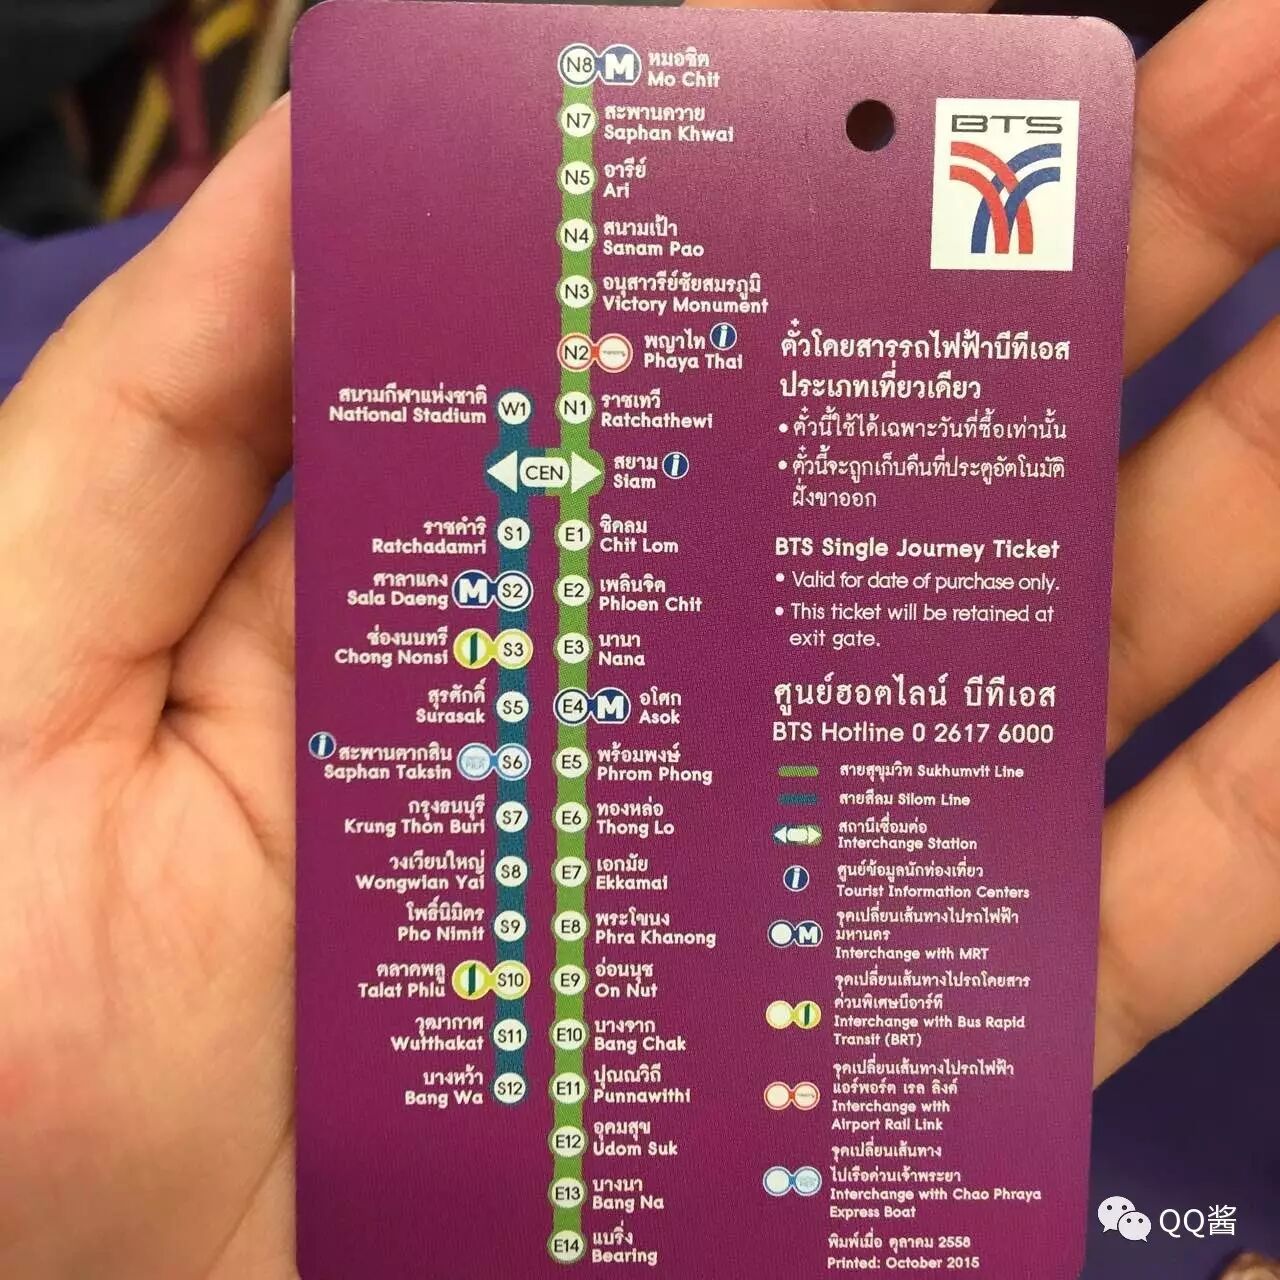 N8 M หมอชิต
Mo Chit
N7 สะพานควาย
Saphan Khwai
N5 อารีย์
Ari
N4 สนามเป้า
Sanam Pao
N3 อนุสาวรีย์ชัยสมรภูมิ
Victory Monument
N2 พญาไท i
Phaya Thai
N1 ราชเทวี
Ratchathewi
สนามกีฬาแห่งชาติ
National Stadium W1
CEN สยาม i
Siam
ราชดำริ
Ratchadamri S1
ศาลาแดง
Sala Daeng M S2
ช่องนนทรี
Chong Nonsi S3
สุรศักดิ์
Surasak S5
i สะพานตากสิน
Saphan Taksin S6
กรุงธนบุรี
Krung Thon Buri S7
วงเวียนใหญ่
Wongwian Yai S8
โพธิ์นิมิตร
Pho Nimit S9
ตลาดพลู
Talat Phlu S10
วุฒากาศ
Wutthakat S11
บางหว้า
Bang Wa S12
E1 ชิดลม
Chit Lom
E2 เพลินจิต
Phloen Chit
E3 นานา
Nana
E4 M อโศก
Asok
E5 พร้อมพงษ์
Phrom Phong
E6 ทองหล่อ
Thong Lo
E7 เอกมัย
Ekkamai
E8 พระโขนง
Phra Khanong
E9 อ่อนนุช
On Nut
E10 บางจาก
Bang Chak
E11 ปุณณวิถี
Punnawithi
E12 อุดมสุข
Udom Suk
E13 บางนา
Bang Na
E14 แบริ่ง
Bearing
BTS
ตั๋วโดยสารรถไฟฟ้าบีทีเอส
ประเภทเที่ยวเดียว
• ตั๋วนี้ใช้ได้เฉพาะวันที่ซื้อเท่านั้น
• ตั๋วนี้จะถูกเก็บคืนที่ประตูอัตโนมัติ
ฝั่งขาออก
BTS Single Journey Ticket
• Valid for date of purchase only.
• This ticket will be retained at
exit gate.
ศูนย์ฮอตไลน์ บีทีเอส
BTS Hotline 0 2617 6000
สายสุขุมวิท Sukhumvit Line
สายสีลม Silom Line
สถานีเชื่อมต่อ
Interchange Station
i ศูนย์ข้อมูลนักท่องเที่ยว
Tourist Information Centers
จุดเปลี่ยนเส้นทางไปรถไฟฟ้า
M มหานคร
Interchange with MRT
จุดเปลี่ยนเส้นทางไปรถโดยสาร
ด่วนพิเศษบีอาร์ที
Interchange with Bus Rapid
Transit (BRT)
จุดเปลี่ยนเส้นทางไปรถไฟฟ้า
แอร์พอร์ต เรล ลิงค์
Interchange with
Airport Rail Link
จุดเปลี่ยนเส้นทาง
ไปเรือด่วนเจ้าพระยา
Interchange with Chao Phraya
Express Boat
พิมพ์เมื่อ ตุลาคม 2558
Printed: October 2015
QQ酱